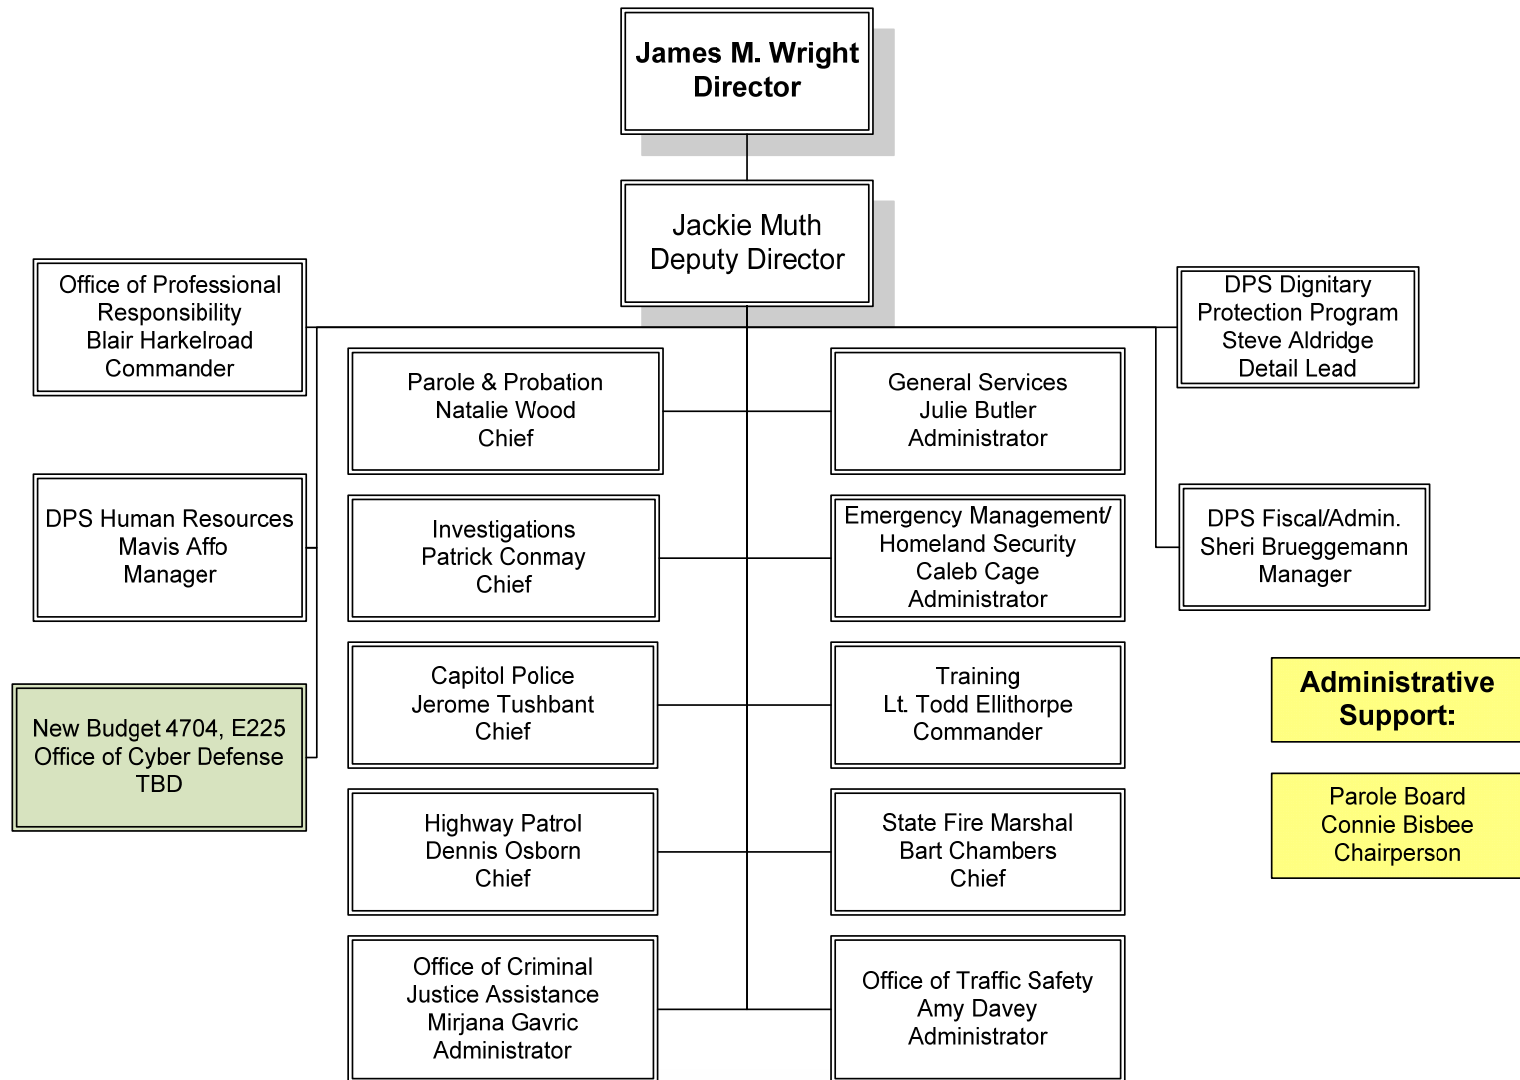 James M. Wright
Director
Jackie Muth
Deputy Director
Office of Professional
Responsibility
Blair Harkelroad
Commander
DPS Dignitary
Protection Program
Steve Aldridge
Detail Lead
Parole & Probation
Natalie Wood
Chief
General Services
Julie Butler
Administrator
DPS Human Resources
Mavis Affo
Manager
Investigations
Patrick Conmay
Chief
Emergency Management/
Homeland Security
Caleb Cage
Administrator
DPS Fiscal/Admin.
Sheri Brueggemann
Manager
Capitol Police
Jerome Tushbant
Chief
Training
Lt. Todd Ellithorpe
Commander
Administrative
Support:
New Budget 4704, E225
Office of Cyber Defense
TBD
Parole Board
Connie Bisbee
Chairperson
Highway Patrol
Dennis Osborn
Chief
State Fire Marshal
Bart Chambers
Chief
Office of Criminal
Justice Assistance
Mirjana Gavric
Administrator
Office of Traffic Safety
Amy Davey
Administrator